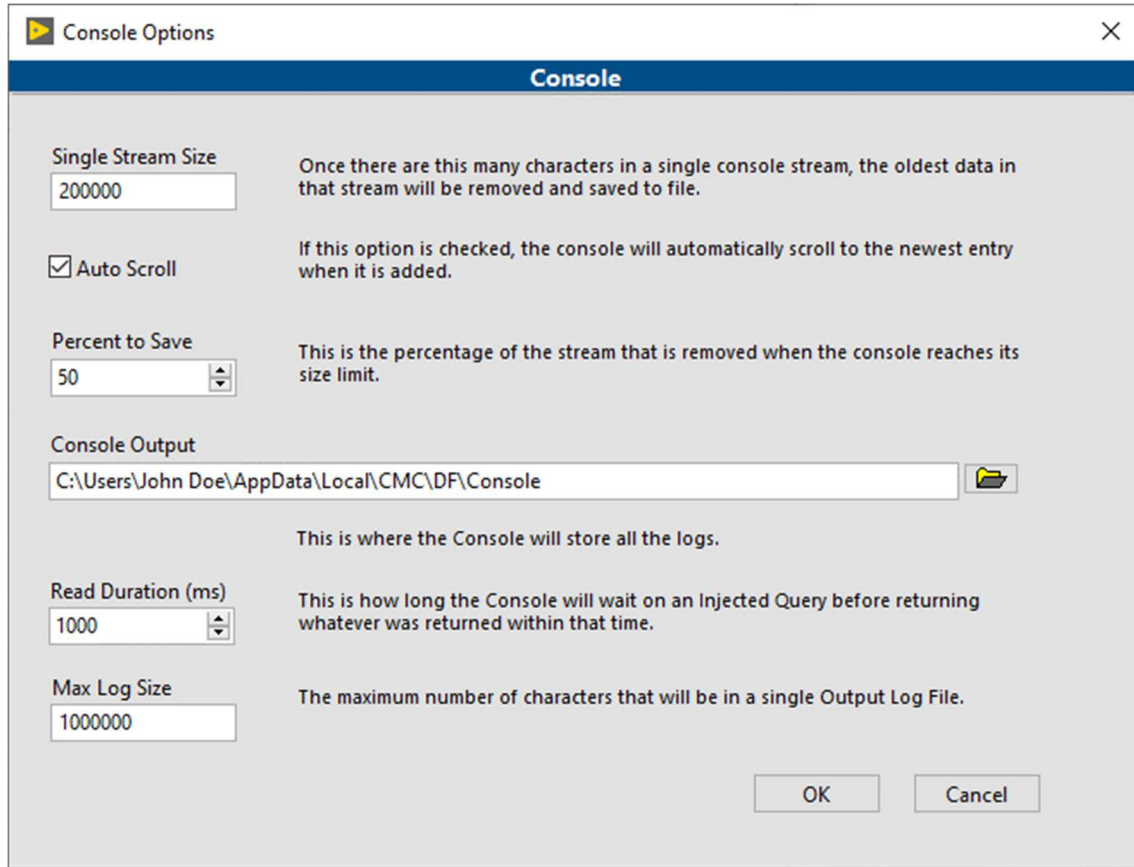 Console Options
Console
Single Stream Size
200000
Once there are this many characters in a single console stream, the oldest data in
that stream will be removed and saved to file.
Auto Scroll
If this option is checked, the console will automatically scroll to the newest entry
when it is added.
Percent to Save
50
This is the percentage of the stream that is removed when the console reaches its
size limit.
Console Output
C:\Users\John Doe\AppData\Local\CMC\DF\Console
This is where the Console will store all the logs.
Read Duration (ms)
1000
This is how long the Console will wait on an Injected Query before returning
whatever was returned within that time.
Max Log Size
1000000
The maximum number of characters that will be in a single Output Log File.
OK
Cancel